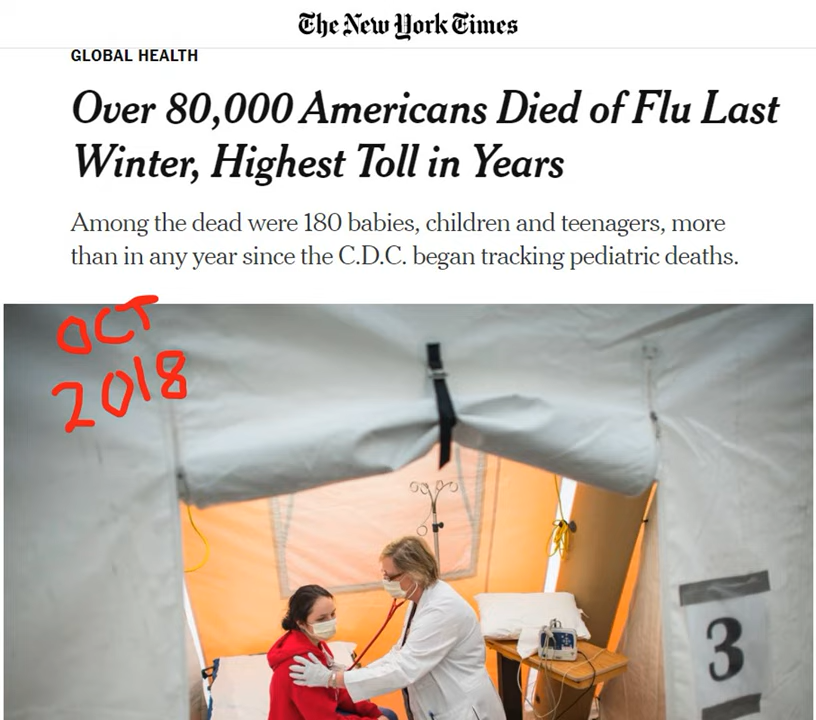 The New York Times
GLOBAL HEALTH
Over 80,000 Americans Died of Flu Last
Winter, Highest Toll in Years
Among the dead were 180 babies, children and teenagers, more
than in any year since the C.D.C. began tracking pediatric deaths.
OCT
2018
3